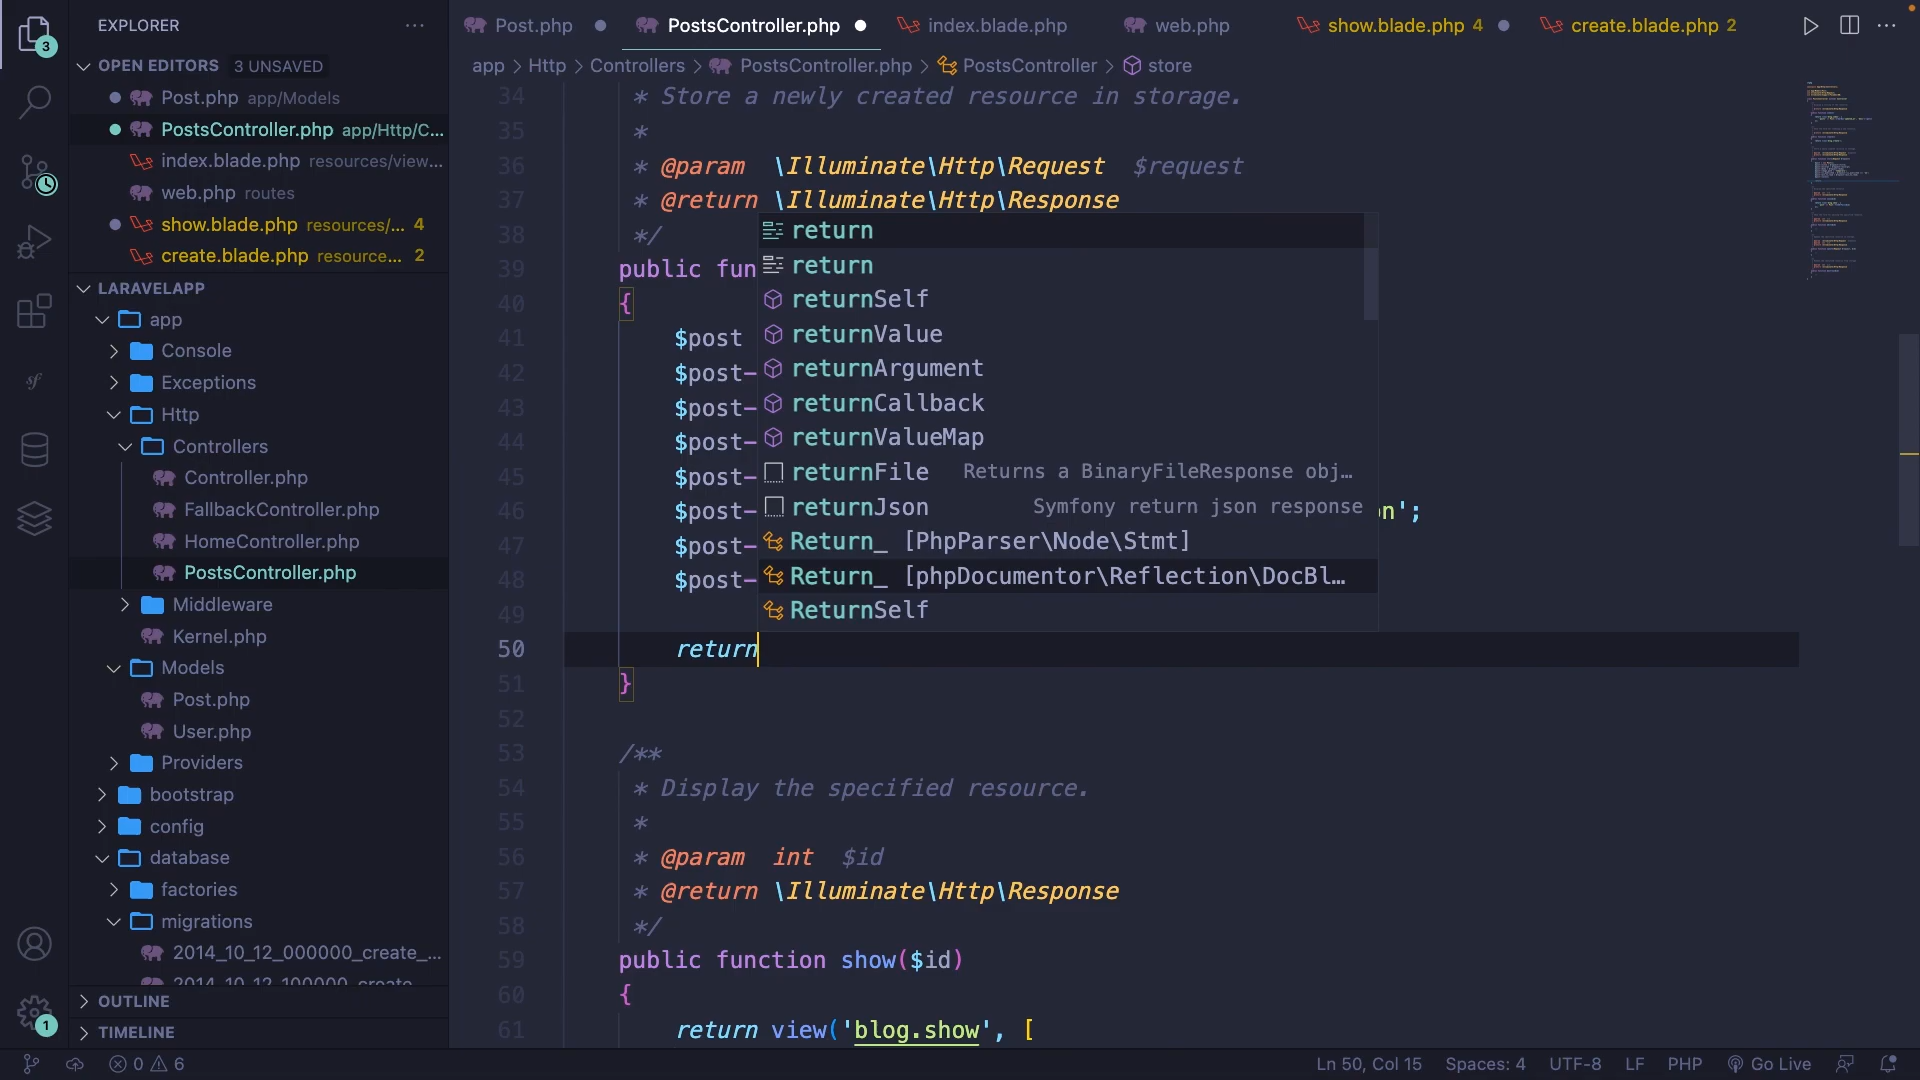 EXPLORER
OPEN EDITORS 3 UNSAVED
Post.php app/Models
PostsController.php app/Http/C...
index.blade.php resources/view...
web.php routes
show.blade.php resources/... 4
create.blade.php resource... 2
LARAVELAPP
app
Console
Exceptions
Http
Controllers
Controller.php
FallbackController.php
HomeController.php
PostsController.php
Middleware
Kernel.php
Models
Post.php
User.php
Providers
bootstrap
config
database
factories
migrations
2014_10_12_000000_create_...
2014_10_12_100000_create
OUTLINE
TIMELINE
3
1
Post.php
PostsController.php
index.blade.php
web.php
show.blade.php 4
create.blade.php 2
app > Http > Controllers > PostsController.php > PostsController > store
34 * Store a newly created resource in storage.
35 *
36 * @param \Illuminate\Http\Request $request
37 * @return \Illuminate\Http\Response
38 */
39 public fun
40 {
41 $post
42 $post-
43 $post-
44 $post-
45 $post-
46 $post- on';
47 $post-
48 $post-
49
50 return
51 }
52
53 /**
54 * Display the specified resource.
55 *
56 * @param int $id
57 * @return \Illuminate\Http\Response
58 */
59 public function show($id)
60 {
61 return view('blog.show', [
return
return
returnSelf
returnValue
returnArgument
returnCallback
returnValueMap
returnFile Returns a BinaryFileResponse obj...
returnJson Symfony return json response
Return_ [PhpParser\Node\Stmt]
Return_ [phpDocumentor\Reflection\DocBl...
ReturnSelf
0 6
Ln 50, Col 15
Spaces: 4
UTF-8
LF
PHP
Go Live